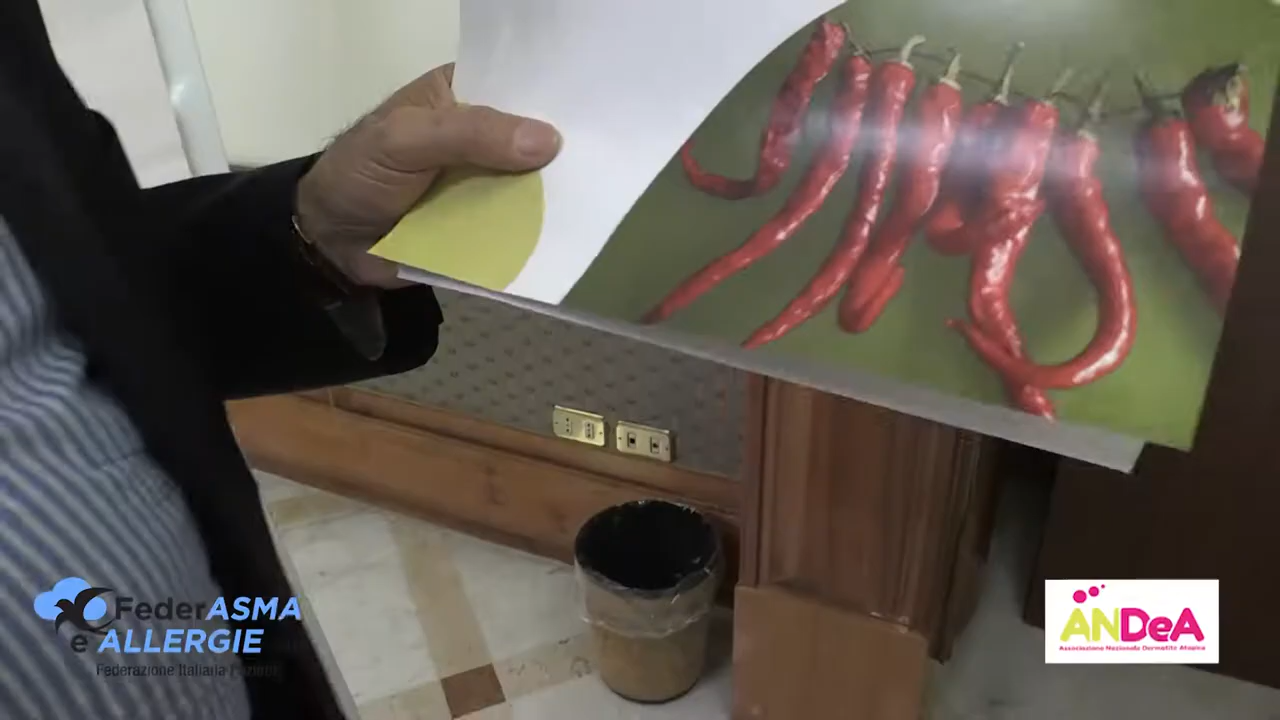 FederASMA
e ALLERGIE
Federazione Italiana Pazienti
ANDeA
Associazione Nazionale Dermatite Atopica